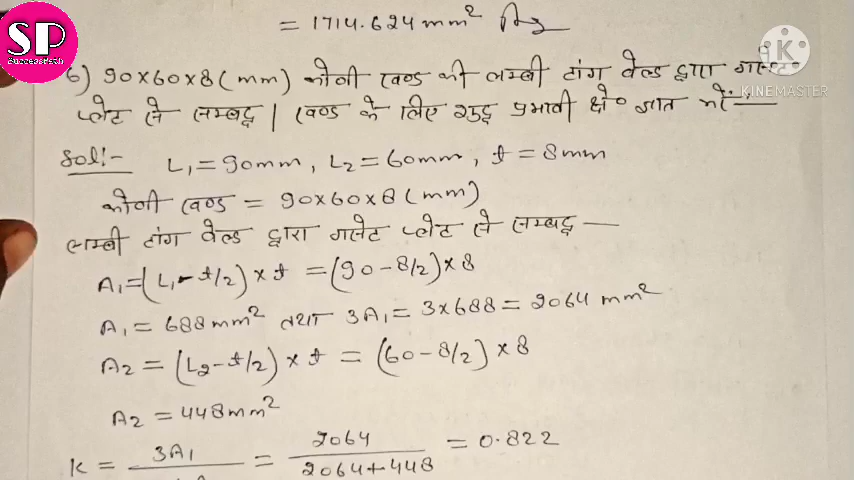 SP
Successtech
= 1714.624 mm² Ans
KINEMASTER
6) 90×60×8 (mm) कोणी खण्ड की लम्बी टांग वेल्ड द्वारा गसेट
प्लेट से सम्बद्ध | खण्ड के लिए शुद्ध प्रभावी क्षे० ज्ञात करें:-
Sol:- L₁ = 90mm, L₂ = 60mm, t = 8mm
कोणी खण्ड = 90×60×8 (mm)
लम्बी टांग वेल्ड द्वारा गसेट प्लेट से सम्बद्ध —
A₁ = (L₁ - t/2) × t = (90 - 8/2) × 8
A₁ = 688 mm² तथा 3A₁ = 3×688 = 2064 mm²
A₂ = (L₂ - t/2) × t = (60 - 8/2) × 8
A₂ = 448 mm²
K = 3A₁ / = 2064 / 2064+448 = 0.822